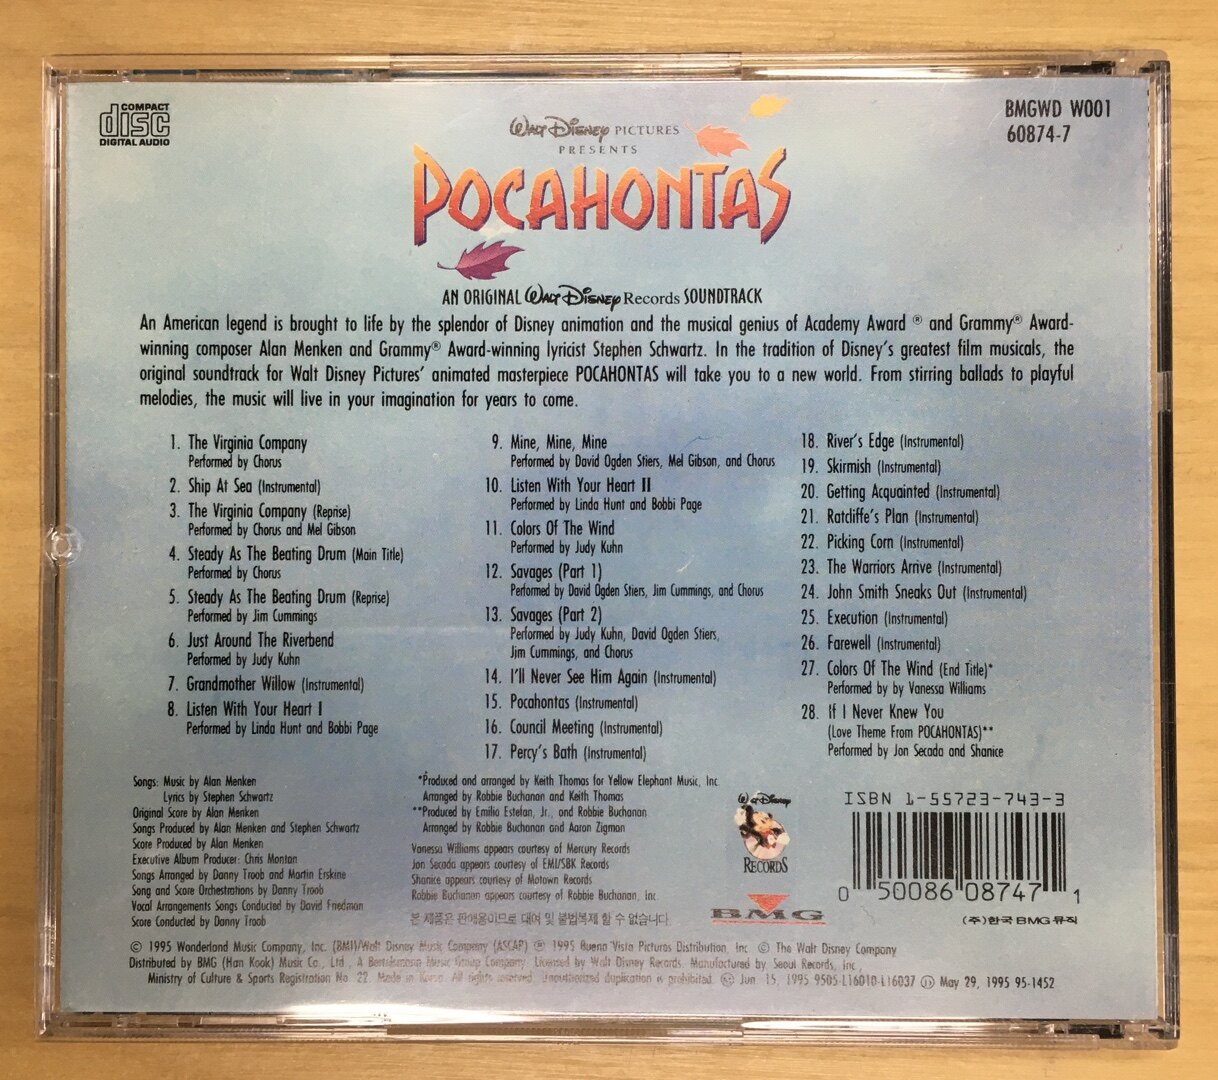 COMPACT
disc
DIGITAL AUDIO
BMGWD W001
60874-7
Walt Disney PICTURES
PRESENTS
POCAHONTAS
AN ORIGINAL Walt Disney Records SOUNDTRACK
An American legend is brought to life by the splendor of Disney animation and the musical genius of Academy Award ® and Grammy® Award-
winning composer Alan Menken and Grammy® Award-winning lyricist Stephen Schwartz. In the tradition of Disney's greatest film musicals, the
original soundtrack for Walt Disney Pictures' animated masterpiece POCAHONTAS will take you to a new world. From stirring ballads to playful
melodies, the music will live in your imagination for years to come.
1. The Virginia Company
Performed by Chorus
2. Ship At Sea (Instrumental)
3. The Virginia Company (Reprise)
Performed by Chorus and Mel Gibson
4. Steady As The Beating Drum (Main Title)
Performed by Chorus
5. Steady As The Beating Drum (Reprise)
Performed by Jim Cummings
6. Just Around The Riverbend
Performed by Judy Kuhn
7. Grandmother Willow (Instrumental)
8. Listen With Your Heart I
Performed by Linda Hunt and Bobbi Page
9. Mine, Mine, Mine
Performed by David Ogden Stiers, Mel Gibson, and Chorus
10. Listen With Your Heart II
Performed by Linda Hunt and Bobbi Page
11. Colors Of The Wind
Performed by Judy Kuhn
12. Savages (Part 1)
Performed by David Ogden Stiers, Jim Cummings, and Chorus
13. Savages (Part 2)
Performed by Judy Kuhn, David Ogden Stiers,
Jim Cummings, and Chorus
14. I'll Never See Him Again (Instrumental)
15. Pocahontas (Instrumental)
16. Council Meeting (Instrumental)
17. Percy's Bath (Instrumental)
18. River's Edge (Instrumental)
19. Skirmish (Instrumental)
20. Getting Acquainted (Instrumental)
21. Ratcliffe's Plan (Instrumental)
22. Picking Corn (Instrumental)
23. The Warriors Arrive (Instrumental)
24. John Smith Sneaks Out (Instrumental)
25. Execution (Instrumental)
26. Farewell (Instrumental)
27. Colors Of The Wind (End Title)*
Performed by by Vanessa Williams
28. If I Never Knew You
(Love Theme From POCAHONTAS)**
Performed by Jon Secada and Shanice
Songs: Music by Alan Menken
Lyrics by Stephen Schwartz
Original Score by Alan Menken
Songs Produced by Alan Menken and Stephen Schwartz
Score Produced by Alan Menken
Executive Album Producer: Chris Montan
Songs Arranged by Danny Troob and Martin Erskine
Song and Score Orchestrations by Danny Troob
Vocal Arrangements Songs Conducted by David Friedman
Score Conducted by Danny Troob
*Produced and arranged by Keith Thomas for Yellow Elephant Music, Inc.
Arranged by Robbie Buchanan and Keith Thomas
**Produced by Emilio Estefan, Jr., and Robbie Buchanan
Arranged by Robbie Buchanan and Aaron Zigman
Vanessa Williams appears courtesy of Mercury Records
Jon Secada appears courtesy of EMI/SBK Records
Shanice appears courtesy of Motown Records
Robbie Buchanan appears courtesy of Robbie Buchanan, Inc.
본 제품은 판매용이므로 대여 및 불법복제 할 수 없습니다.
Walt Disney
RECORDS
BMG
ISBN 1-55723-743-3
0 50086 08747 1
(주)한국 BMG 뮤직
© 1995 Wonderland Music Company, Inc. (BMI)/Walt Disney Music Company (ASCAP) ℗ 1995 Buena Vista Pictures Distribution, Inc. © The Walt Disney Company
Distributed by BMG (Han Kook) Music Co., Ltd., A Bertelsmann Music Group Company. Licensed by Walt Disney Records. Manufactured by Seoul Records, Inc.,
Ministry of Culture & Sports Registration No. 22. Made in Korea. All rights reserved. Unauthorized duplication is prohibited. Jun. 15, 1995 9505-L16010-L16037 May 29, 1995 95-1452